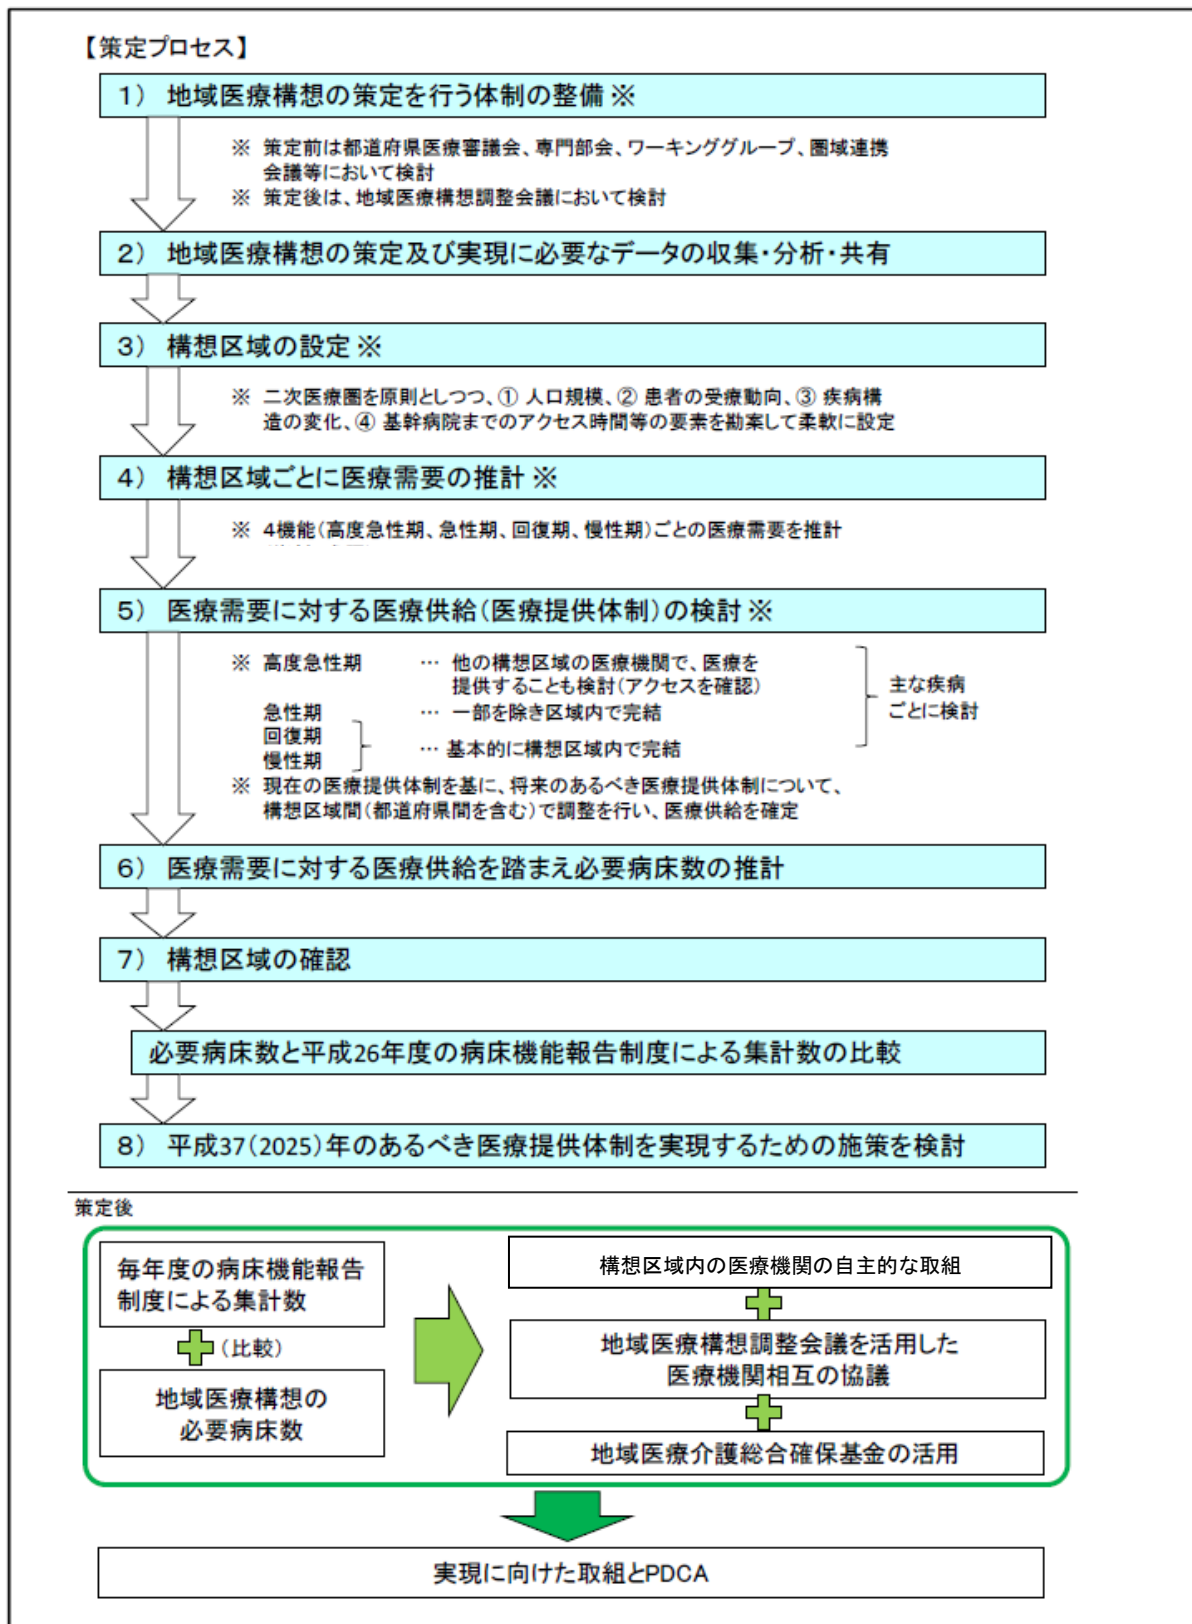 【策定プロセス】
１） 地域医療構想の策定を行う体制の整備※
※ 策定前は都道府県医療審議会、専門部会、ワーキンググループ、圏域連携
会議等において検討
※ 策定後は、地域医療構想調整会議において検討
２） 地域医療構想の策定及び実現に必要なデータの収集・分析・共有
３） 構想区域の設定※
※ 二次医療圏を原則としつつ、① 人口規模、② 患者の受療動向、③ 疾病構
造の変化、④ 基幹病院までのアクセス時間等の要素を勘案して柔軟に設定
４） 構想区域ごとに医療需要の推計※
※ 4機能（高度急性期、急性期、回復期、慢性期）ごとの医療需要を推計
５） 医療需要に対する医療供給（医療提供体制）の検討※
※ 高度急性期 … 他の構想区域の医療機関で、医療を
提供することも検討（アクセスを確認）
急性期 … 一部を除き区域内で完結
回復期
慢性期
… 基本的に構想区域内で完結
主な疾病
ごとに検討
※ 現在の医療提供体制を基に、将来のあるべき医療提供体制について、
構想区域間（都道府県間を含む）で調整を行い、医療供給を確定
６） 医療需要に対する医療供給を踏まえ必要病床数の推計
７） 構想区域の確認
必要病床数と平成26年度の病床機能報告制度による集計数の比較
８） 平成37（2025）年のあるべき医療提供体制を実現するための施策を検討
策定後
毎年度の病床機能報告
制度による集計数
（比較）
地域医療構想の
必要病床数
構想区域内の医療機関の自主的な取組
地域医療構想調整会議を活用した
医療機関相互の協議
地域医療介護総合確保基金の活用
実現に向けた取組とPDCA